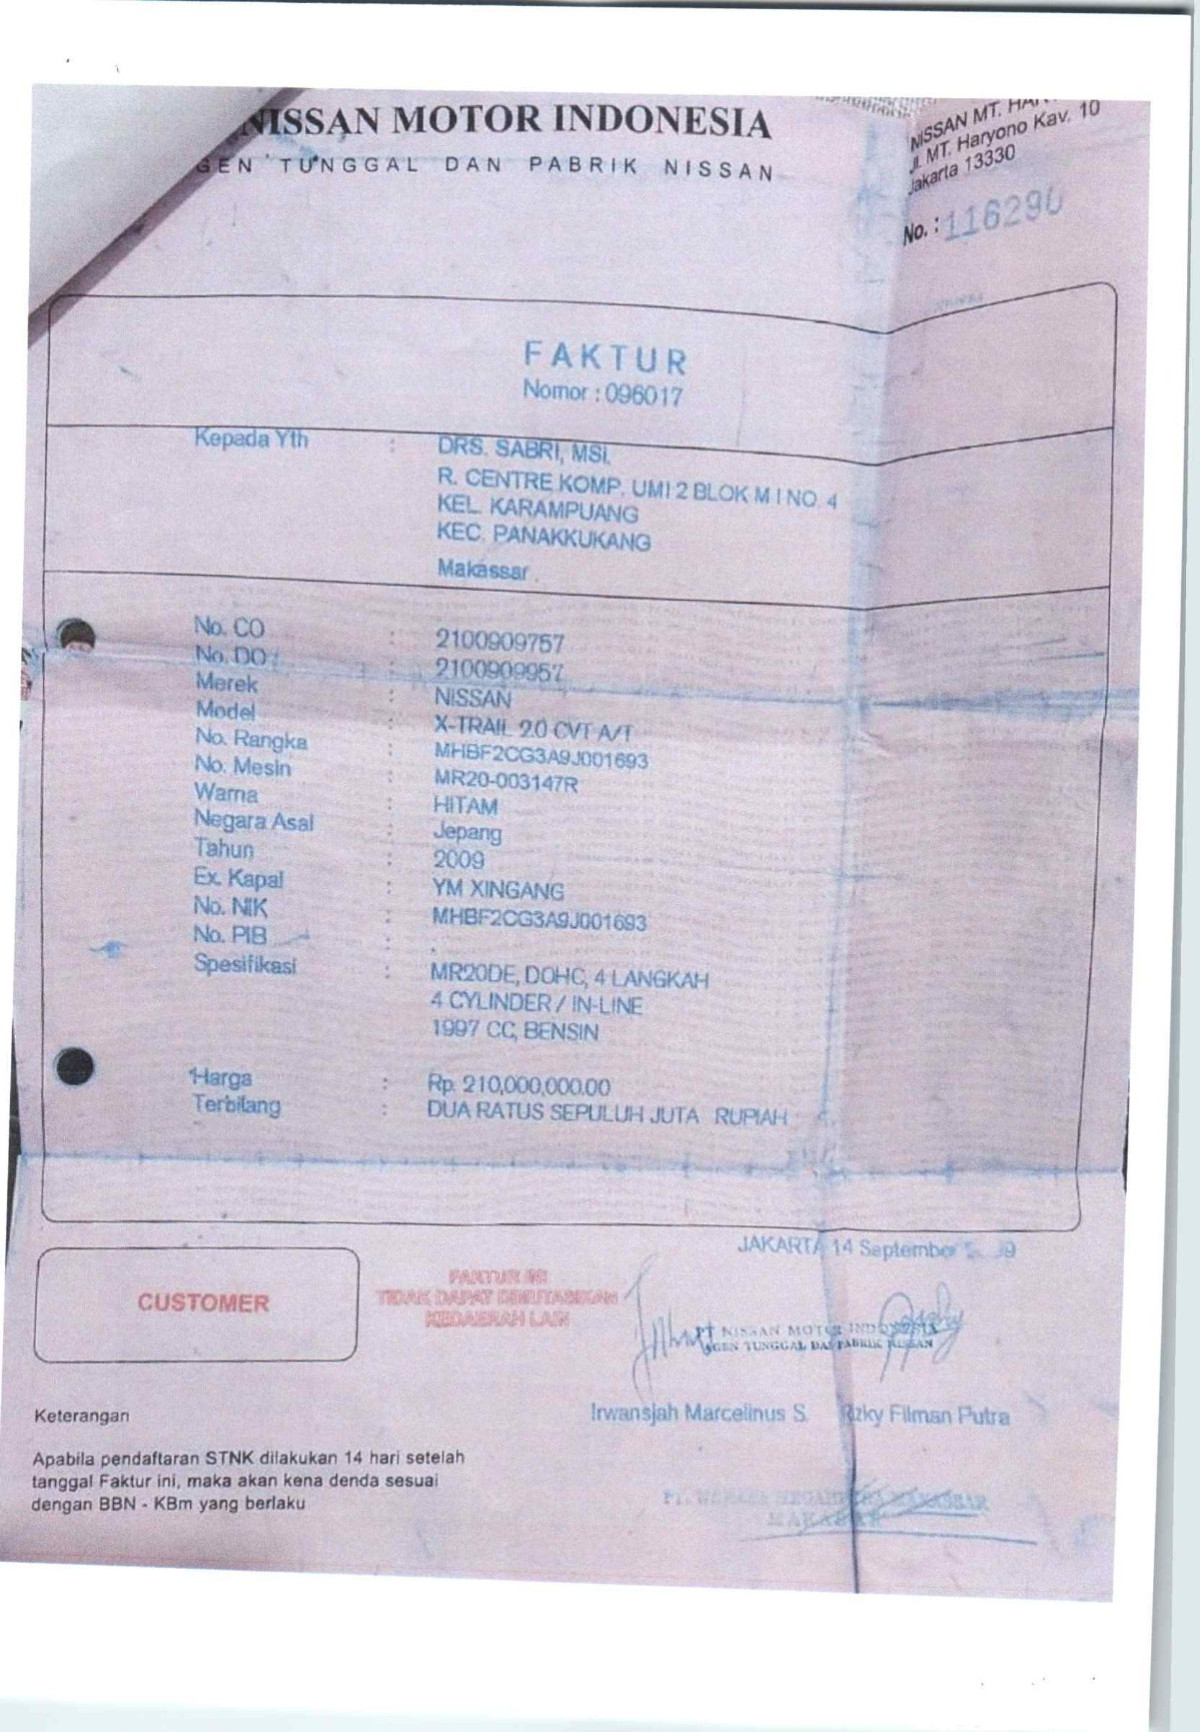 NISSAN MOTOR INDONESIA
GEN TUNGGAL DAN PABRIK NISSAN
NISSAN MT.
Jl. MT. Haryono Kav. 10
Jakarta 13330
No. : 116290
FAKTUR
Nomor : 096017
Kepada Yth : DRS. SABRI, MSI,
R. CENTRE KOMP. UMI 2 BLOK M I NO. 4
KEL. KARAMPUANG
KEC. PANAKKUKANG
Makassar .
No. CO : 2100909757
No. DO : 2100909957
Merek : NISSAN
Model : X-TRAIL 2.0 CVT A/T
No. Rangka : MHBF2CG3A9J001693
No. Mesin : MR20-003147R
Warna : HITAM
Negara Asal : Jepang
Tahun : 2009
Ex. Kapal : YM XINGANG
No. NIK : MHBF2CG3A9J001693
No. PIB : .
Spesifikasi : MR20DE, DOHC, 4 LANGKAH
4 CYLINDER / IN-LINE
1997 CC, BENSIN
Harga : Rp. 210,000,000.00
Terbilang : DUA RATUS SEPULUH JUTA RUPIAH
JAKARTA 14 September
CUSTOMER
FAKTUR INI
TIDAK DAPAT DIMUTASIKAN
KEDAERAH LAIN
PT NISSAN MOTOR INDONESIA
AGEN TUNGGAL DAN PABRIK NISSAN
Irwansjah Marcelinus S. Rizky Filman Putra
Keterangan
Apabila pendaftaran STNK dilakukan 14 hari setelah
tanggal Faktur ini, maka akan kena denda sesuai
dengan BBN - KBm yang berlaku
PT. MAKASSAR